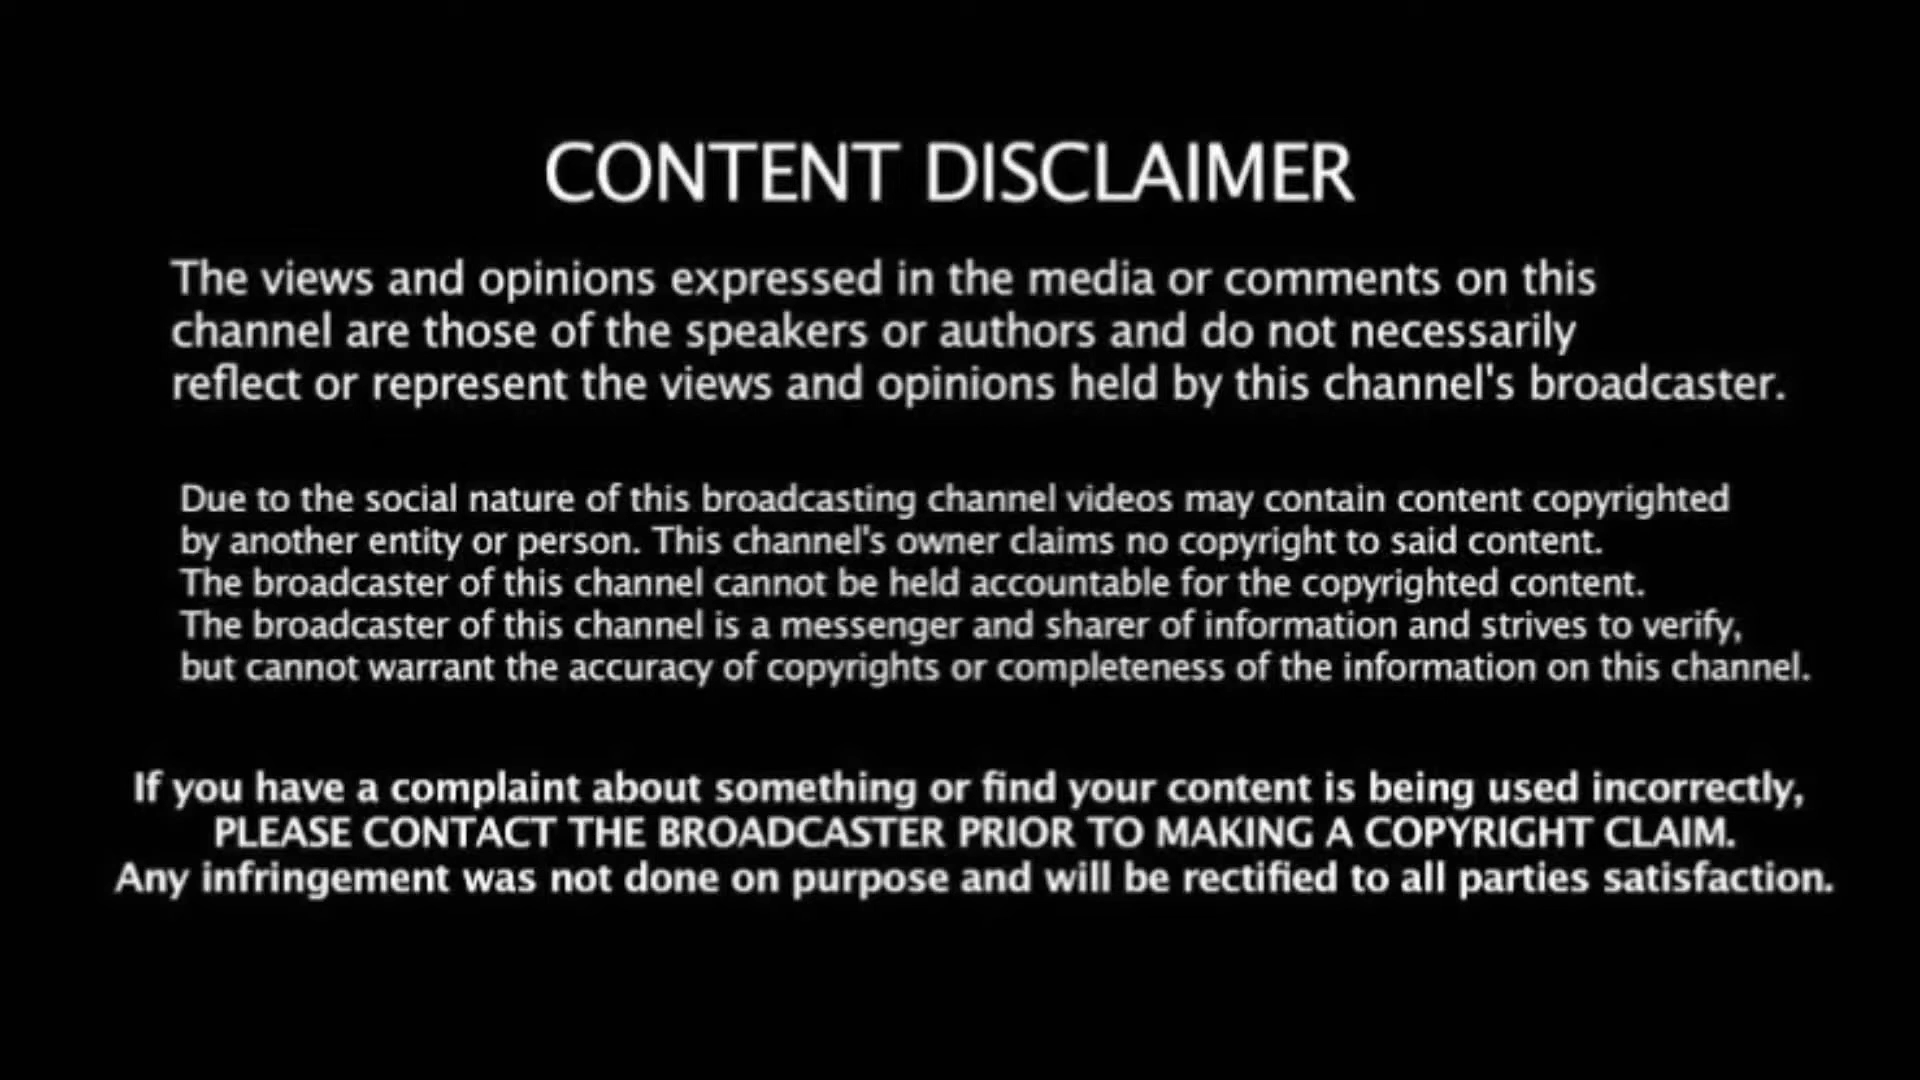 CONTENT DISCLAIMER
The views and opinions expressed in the media or comments on this
channel are those of the speakers or authors and do not necessarily
reflect or represent the views and opinions held by this channel's broadcaster.
Due to the social nature of this broadcasting channel videos may contain content copyrighted
by another entity or person. This channel's owner claims no copyright to said content.
The broadcaster of this channel cannot be held accountable for the copyrighted content.
The broadcaster of this channel is a messenger and sharer of information and strives to verify,
but cannot warrant the accuracy of copyrights or completeness of the information on this channel.
If you have a complaint about something or find your content is being used incorrectly,
PLEASE CONTACT THE BROADCASTER PRIOR TO MAKING A COPYRIGHT CLAIM.
Any infringement was not done on purpose and will be rectified to all parties satisfaction.